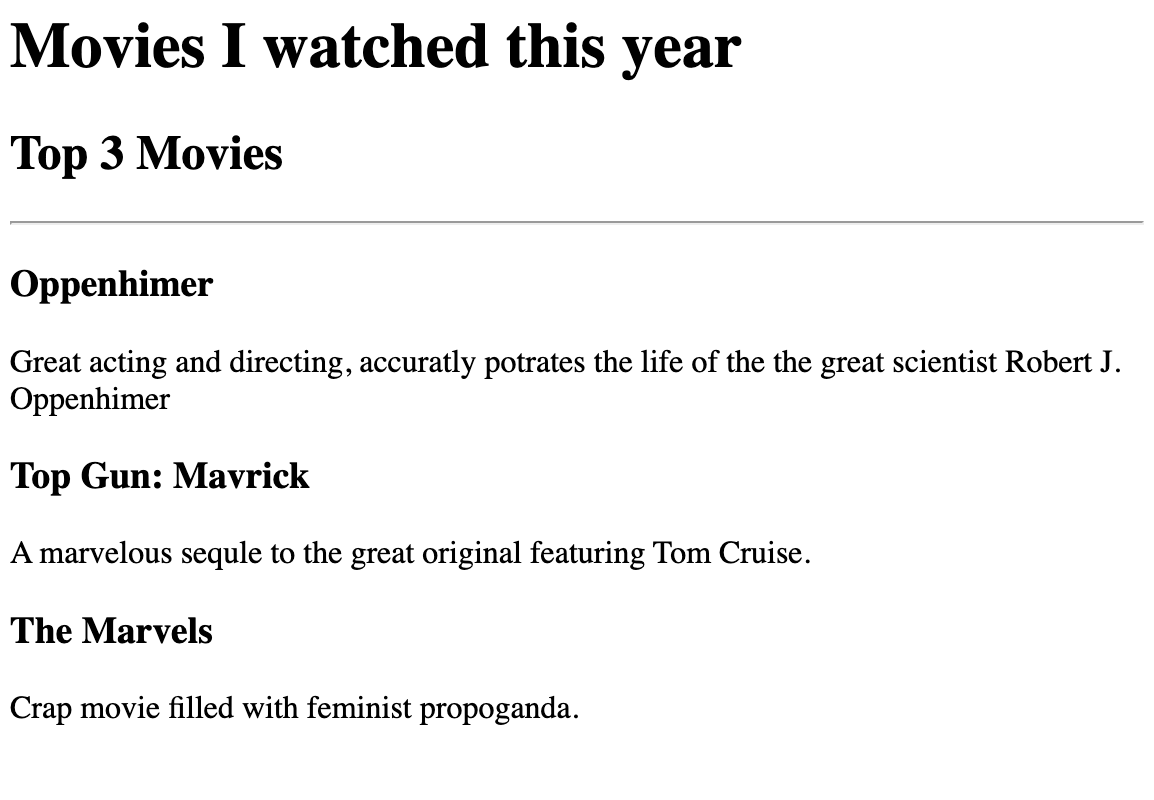 Movies I watched this year
Top 3 Movies
Oppenhimer
Great acting and directing, accuratly potrates the life of the the great scientist Robert J.
Oppenhimer
Top Gun: Mavrick
A marvelous sequle to the great original featuring Tom Cruise.
The Marvels
Crap movie filled with feminist propoganda.